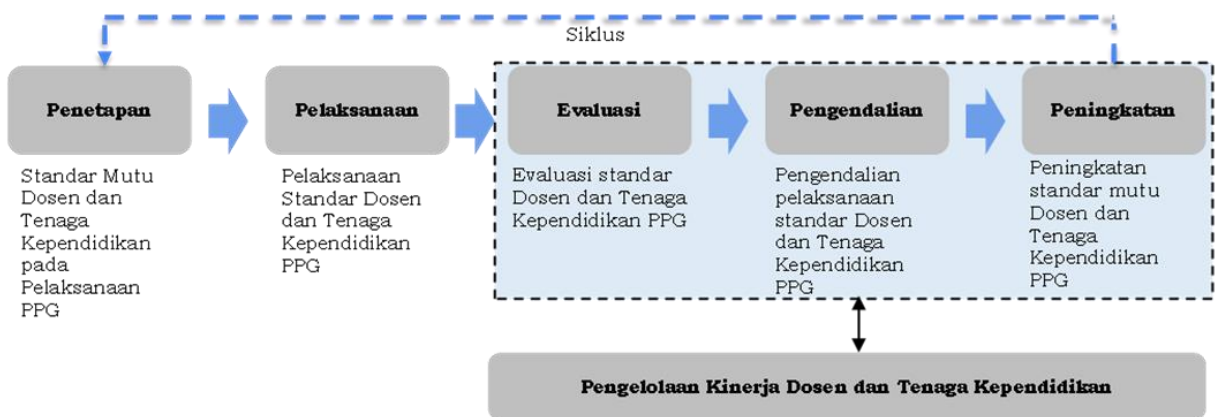 Siklus
Penetapan
Standar Mutu
Dosen dan
Tenaga
Kependidikan
pada
Pelaksanaan
PPG
Pelaksanaan
Pelaksanaan
Standar Dosen
dan Tenaga
Kependidikan
PPG
Evaluasi
Evaluasi standar
Dosen dan Tenaga
Kependidikan PPG
Pengendalian
Pengendalian
pelaksanaan
standar Dosen
dan Tenaga
Kependidikan
PPG
Peningkatan
Peningkatan
standar mutu
Dosen dan
Tenaga
Kependidikan
PPG
Pengelolaan Kinerja Dosen dan Tenaga Kependidikan